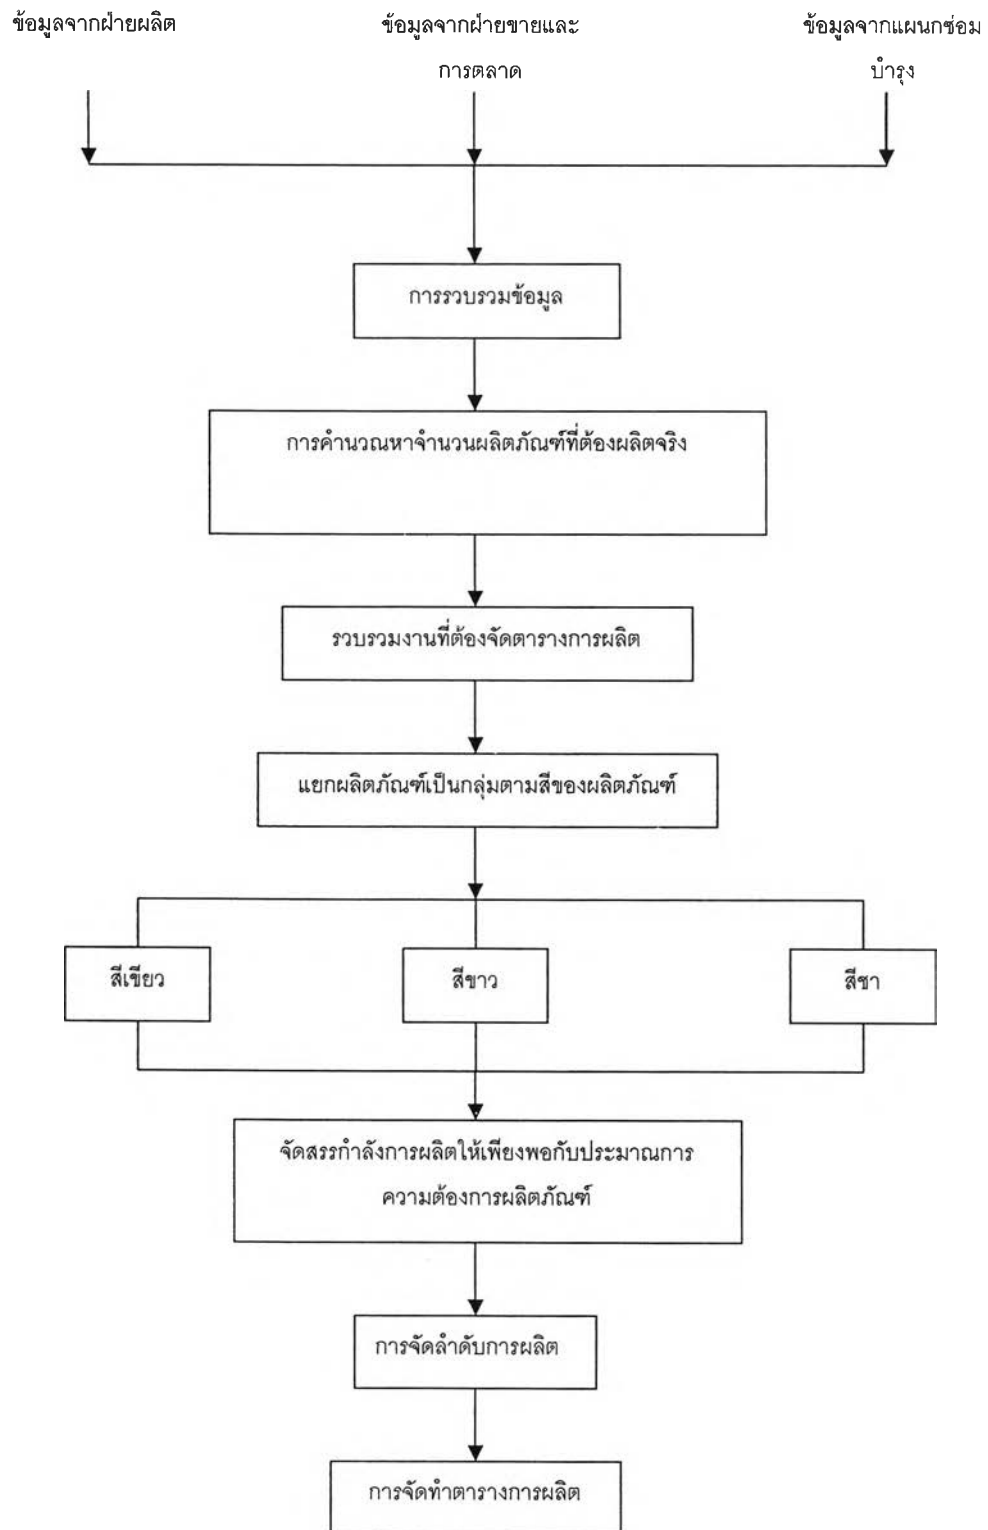 ข้อมูลจากฝ่ายผลิต
ข้อมูลจากฝ่ายขายและ
การตลาด
ข้อมูลจากแผนกซ่อม
บำรุง
การรวบรวมข้อมูล
การคำนวณหาจำนวนผลิตภัณฑ์ที่ต้องผลิตจริง
รวบรวมงานที่ต้องจัดตารางการผลิต
แยกผลิตภัณฑ์เป็นกลุ่มตามสีของผลิตภัณฑ์
สีเขียว
สีขาว
สีชา
จัดสรรกำลังการผลิตให้เพียงพอกับประมาณการ
ความต้องการผลิตภัณฑ์
การจัดลำดับการผลิต
การจัดทำตารางการผลิต